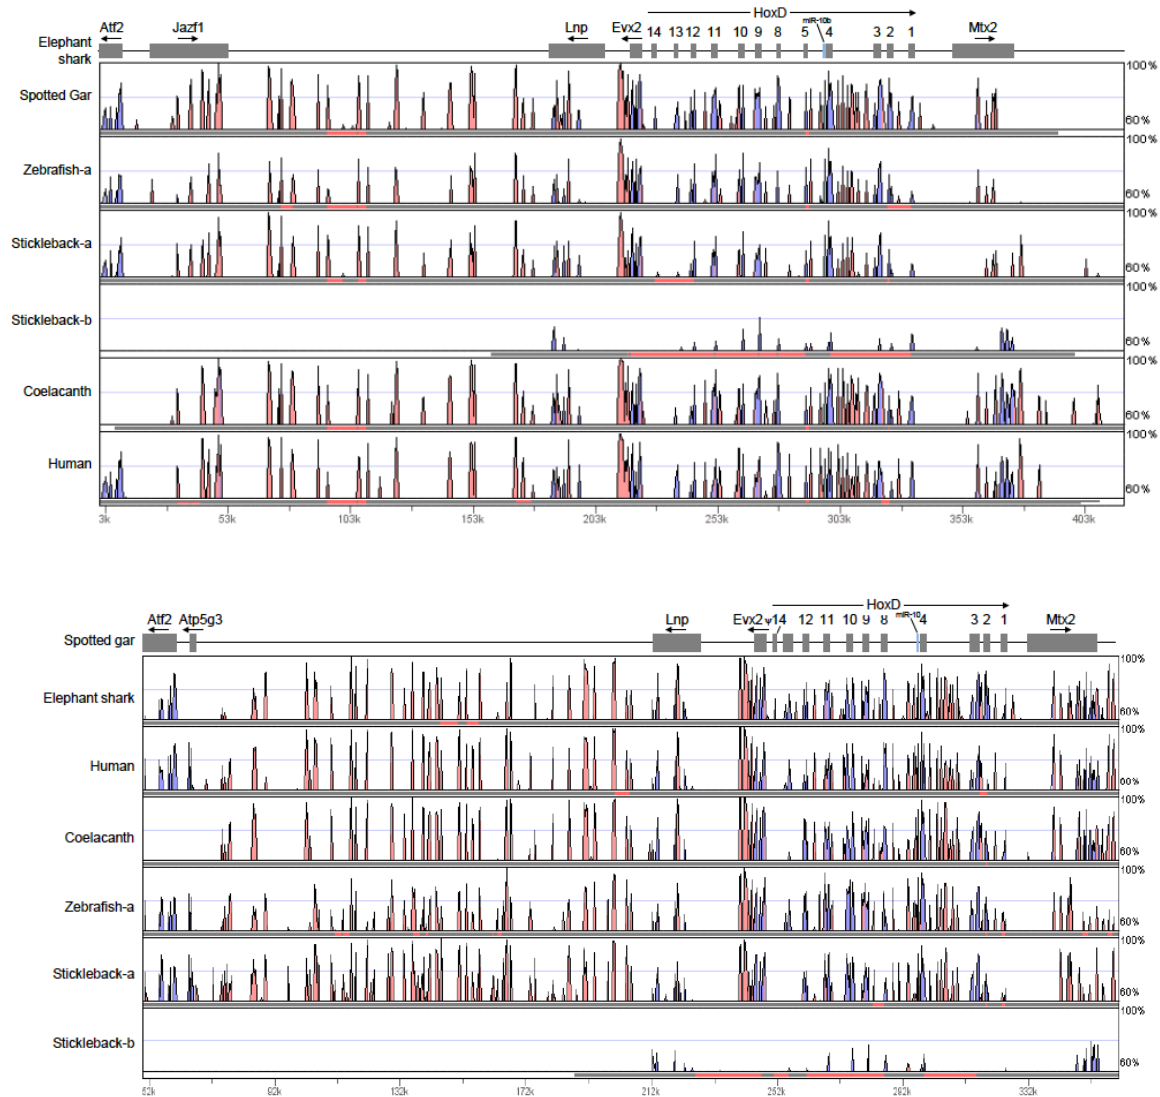 HoxD
Atf2 Jazf1 Lnp Evx2 14 13 12 11 10 9 8 5 miR-10b 4 3 2 1 Mtx2
Elephant
shark
100%
Spotted Gar
60%
100%
Zebrafish-a
60%
100%
Stickleback-a
60%
100%
Stickleback-b
60%
100%
Coelacanth
60%
100%
Human
60%
3k 53k 103k 153k 203k 253k 303k 353k 403k
HoxD
Atf2 Atp5g3 Lnp Evx2 ψ14 12 11 10 9 8 miR-10 4 3 2 1 Mtx2
Spotted gar
100%
Elephant shark
60%
100%
Human
60%
100%
Coelacanth
60%
100%
Zebrafish-a
60%
100%
Stickleback-a
60%
100%
Stickleback-b
60%
52k 92k 132k 172k 212k 252k 292k 332k